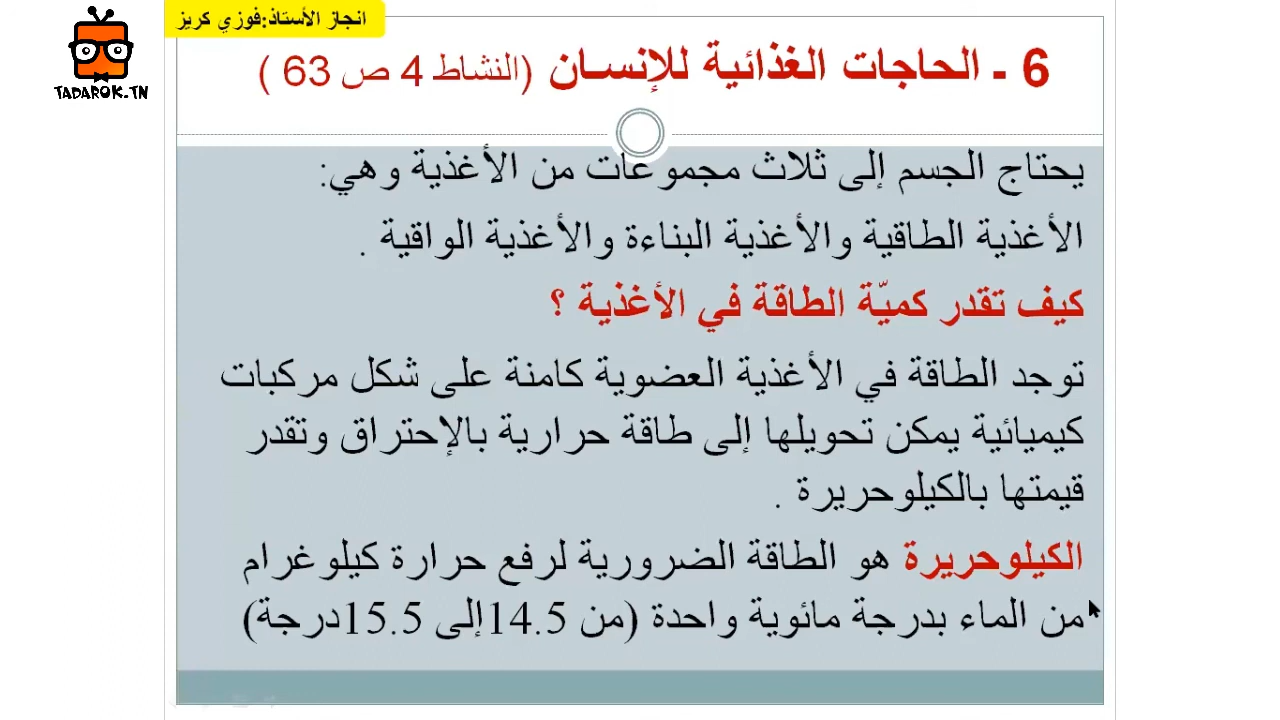 انجاز الأستاذ:فوزي كريز
TADAROK.TN
6 - الحاجات الغذائية للإنسان (النشاط 4 ص 63 )
يحتاج الجسم إلى ثلاث مجموعات من الأغذية وهي:
الأغذية الطاقية والأغذية البناءة والأغذية الواقية .
كيف تقدر كميّة الطاقة في الأغذية ؟
توجد الطاقة في الأغذية العضوية كامنة على شكل مركبات
كيميائية يمكن تحويلها إلى طاقة حرارية بالإحتراق وتقدر
قيمتها بالكيلوحريرة .
الكيلوحريرة هو الطاقة الضرورية لرفع حرارة كيلوغرام
من الماء بدرجة مائوية واحدة (من 14.5إلى 15.5درجة)